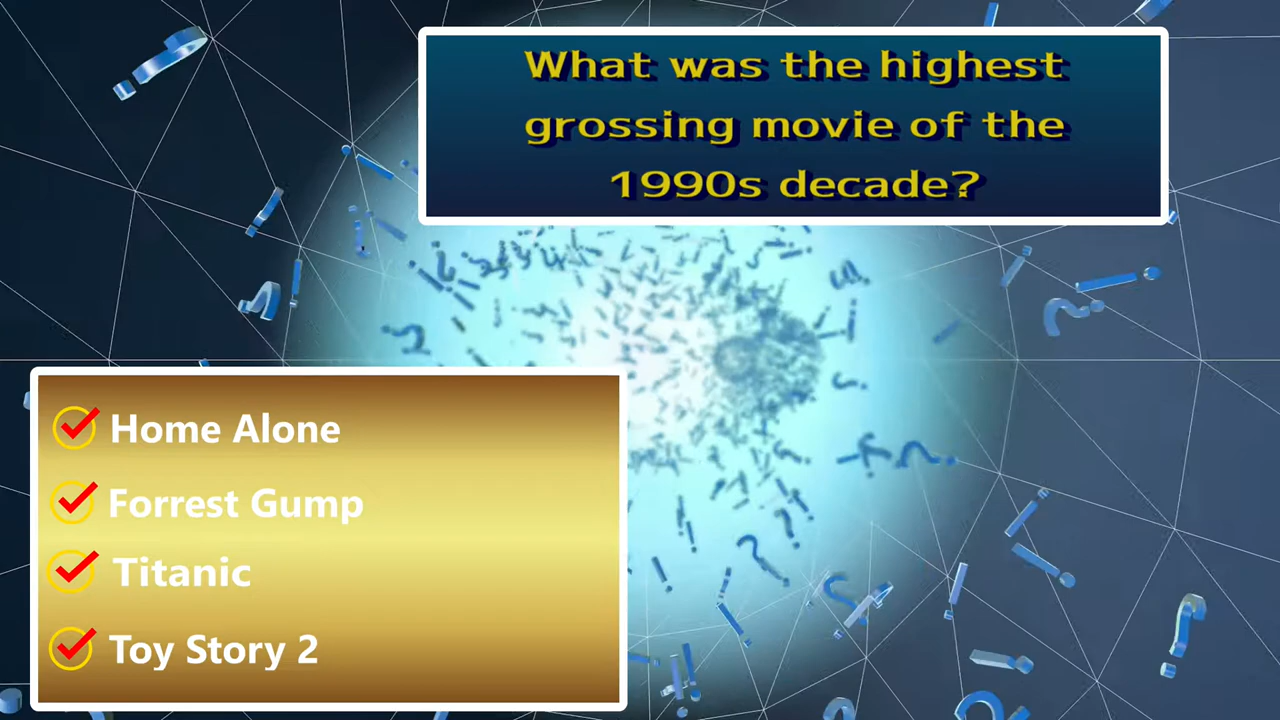 What was the highest
grossing movie of the
1990s decade?
Home Alone
Forrest Gump
Titanic
Toy Story 2